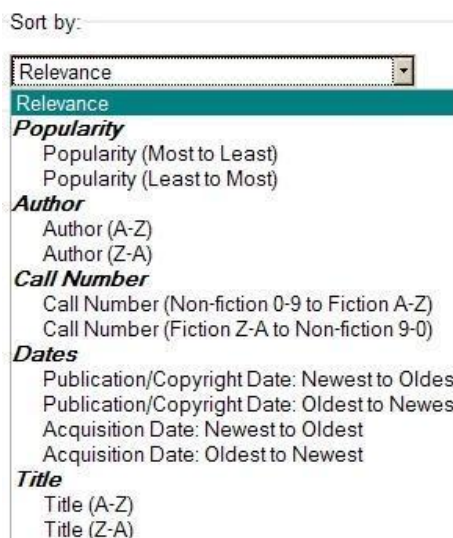 Sort by:
Relevance
Relevance
Popularity
Popularity (Most to Least)
Popularity (Least to Most)
Author
Author (A-Z)
Author (Z-A)
Call Number
Call Number (Non-fiction 0-9 to Fiction A-Z)
Call Number (Fiction Z-A to Non-fiction 9-0)
Dates
Publication/Copyright Date: Newest to Oldes
Publication/Copyright Date: Oldest to Newes
Acquisition Date: Newest to Oldest
Acquisition Date: Oldest to Newest
Title
Title (A-Z)
Title (Z-A)